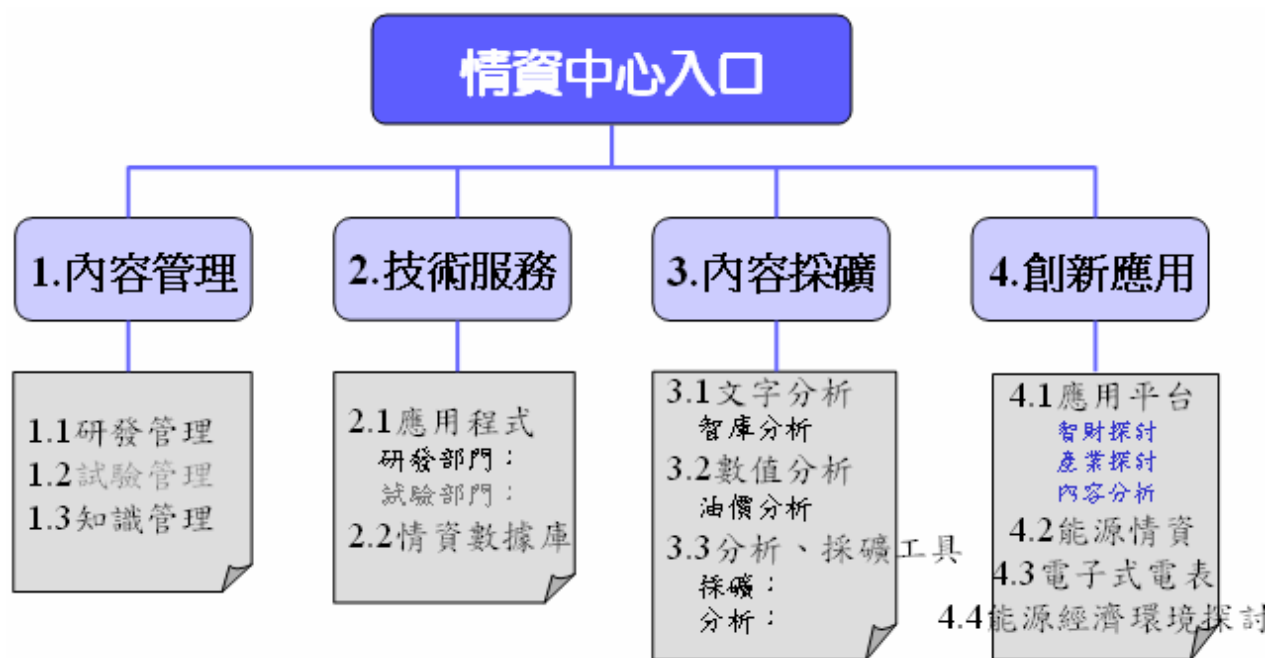 情資中心入口
1.內容管理
1.1研發管理
1.2試驗管理
1.3知識管理
2.技術服務
2.1應用程式
研發部門：
試驗部門：
2.2情資數據庫
3.內容採礦
3.1文字分析
智庫分析
3.2數值分析
油價分析
3.3分析、採礦工具
採礦：
分析：
4.創新應用
4.1應用平台
智財探討
產業探討
內容分析
4.2能源情資
4.3電子式電表
4.4能源經濟環境探討